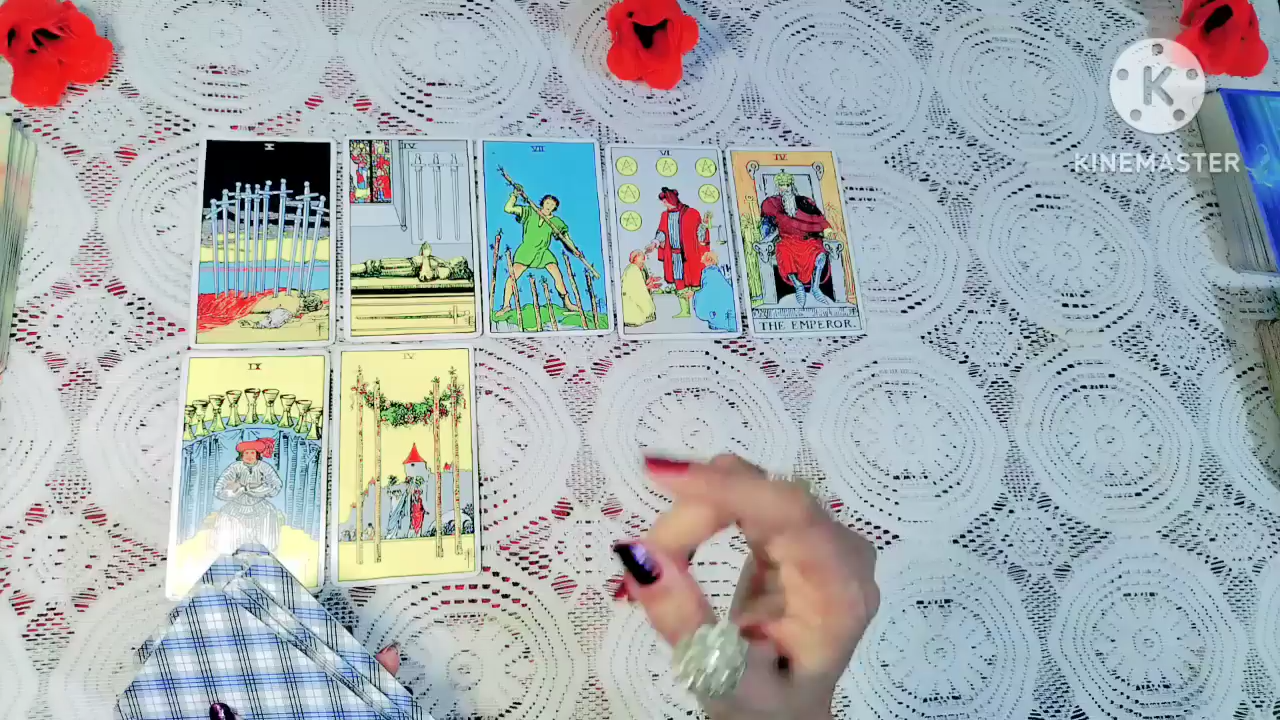 X
IV
VII
VI
IV
THE EMPEROR.
IX
IV
K
KINEMASTER